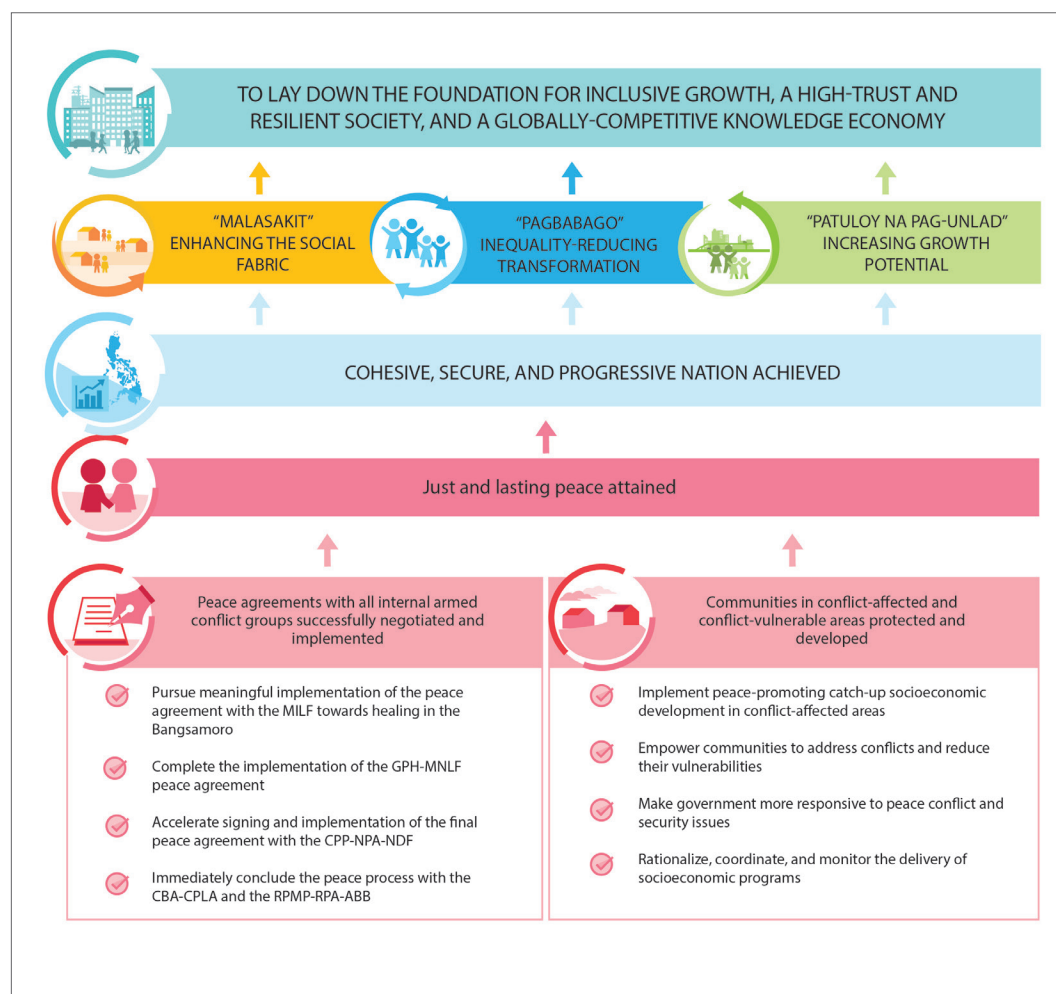 TO LAY DOWN THE FOUNDATION FOR INCLUSIVE GROWTH, A HIGH-TRUST AND
RESILIENT SOCIETY, AND A GLOBALLY-COMPETITIVE KNOWLEDGE ECONOMY
"MALASAKIT"
ENHANCING THE SOCIAL
FABRIC
"PAGBABAGO"
INEQUALITY-REDUCING
TRANSFORMATION
"PATULOY NA PAG-UNLAD"
INCREASING GROWTH
POTENTIAL
COHESIVE, SECURE, AND PROGRESSIVE NATION ACHIEVED
Just and lasting peace attained
Peace agreements with all internal armed
conflict groups successfully negotiated and
implemented
Pursue meaningful implementation of the peace
agreement with the MILF towards healing in the
Bangsamoro
Complete the implementation of the GPH-MNLF
peace agreement
Accelerate signing and implementation of the final
peace agreement with the CPP-NPA-NDF
Immediately conclude the peace process with the
CBA-CPLA and the RPMP-RPA-ABB
Communities in conflict-affected and
conflict-vulnerable areas protected and
developed
Implement peace-promoting catch-up socioeconomic
development in conflict-affected areas
Empower communities to address conflicts and reduce
their vulnerabilities
Make government more responsive to peace conflict and
security issues
Rationalize, coordinate, and monitor the delivery of
socioeconomic programs